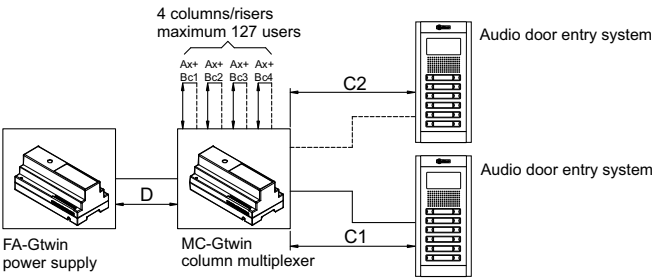 4 columns/risers
maximum 127 users
Ax+ Ax+ Ax+ Ax+
Bc1 Bc2 Bc3 Bc4
C2
Audio door entry system
Audio door entry system
D
C1
FA-Gtwin
power supply
MC-Gtwin
column multiplexer